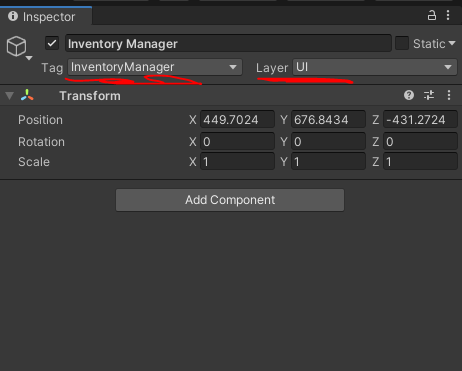 Inspector
Inventory Manager Static
Tag InventoryManager Layer UI
Transform
Position X 449.7024 Y 676.8434 Z -431.2724
Rotation X 0 Y 0 Z 0
Scale X 1 Y 1 Z 1
Add Component